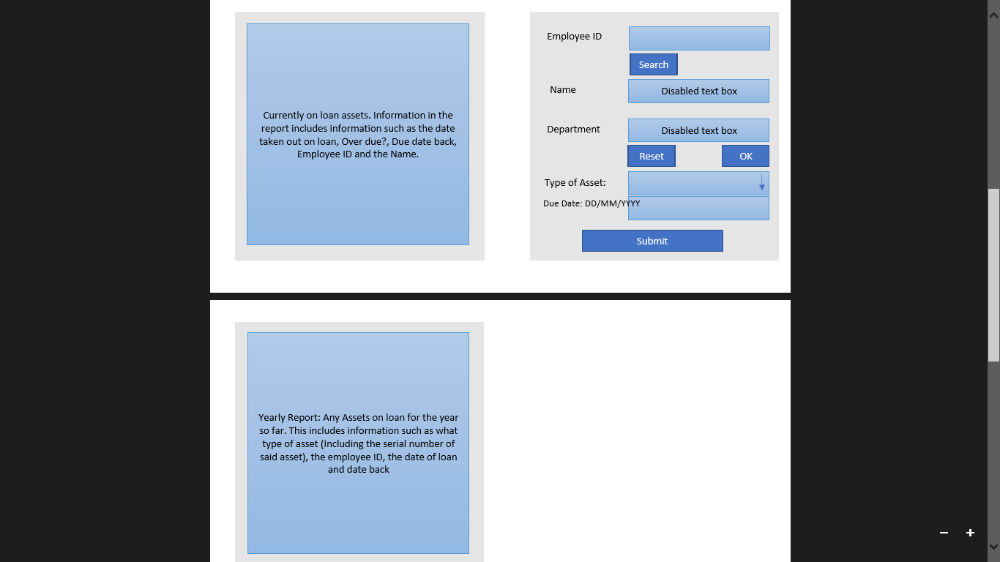 Currently on loan assets. Information in the
report includes information such as the date
taken out on loan, Over due?, Due date back,
Employee ID and the Name.
Employee ID
Search
Name
Disabled text box
Department
Disabled text box
Reset
OK
Type of Asset:
Due Date: DD/MM/YYYY
Submit
Yearly Report: Any Assets on loan for the year
so far. This includes information such as what
type of asset (Including the serial number of
said asset), the employee ID, the date of loan
and date back